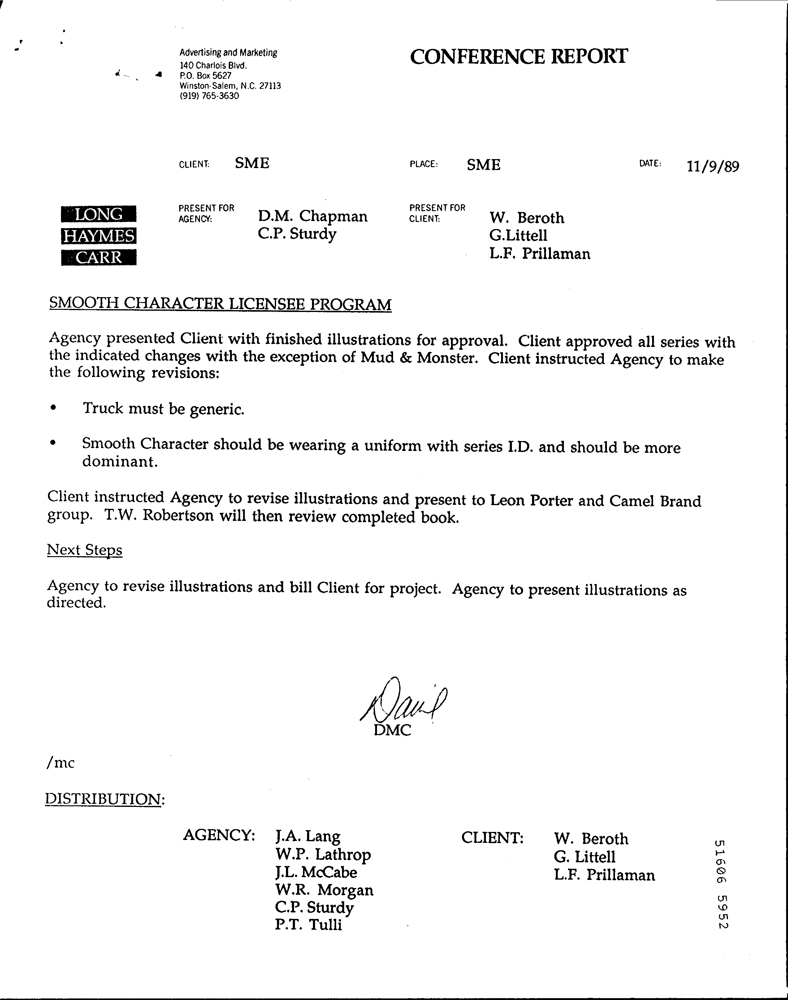 Advertising and Marketing
140 Charlois Blvd.
P.O. Box 5627
Winston-Salem, N.C. 27113
(919) 765-3630
CONFERENCE REPORT
CLIENT: SME
PLACE: SME
DATE: 11/9/89
LONG
HAYMES
CARR
PRESENT FOR
AGENCY: D.M. Chapman
C.P. Sturdy
PRESENT FOR
CLIENT: W. Beroth
G.Littell
L.F. Prillaman
SMOOTH CHARACTER LICENSEE PROGRAM
Agency presented Client with finished illustrations for approval. Client approved all series with
the indicated changes with the exception of Mud & Monster. Client instructed Agency to make
the following revisions:
• Truck must be generic.
• Smooth Character should be wearing a uniform with series I.D. and should be more
dominant.
Client instructed Agency to revise illustrations and present to Leon Porter and Camel Brand
group. T.W. Robertson will then review completed book.
Next Steps
Agency to revise illustrations and bill Client for project. Agency to present illustrations as
directed.
David
DMC
/mc
DISTRIBUTION:
AGENCY: J.A. Lang
W.P. Lathrop
J.L. McCabe
W.R. Morgan
C.P. Sturdy
P.T. Tulli
CLIENT: W. Beroth
G. Littell
L.F. Prillaman
51606 5952